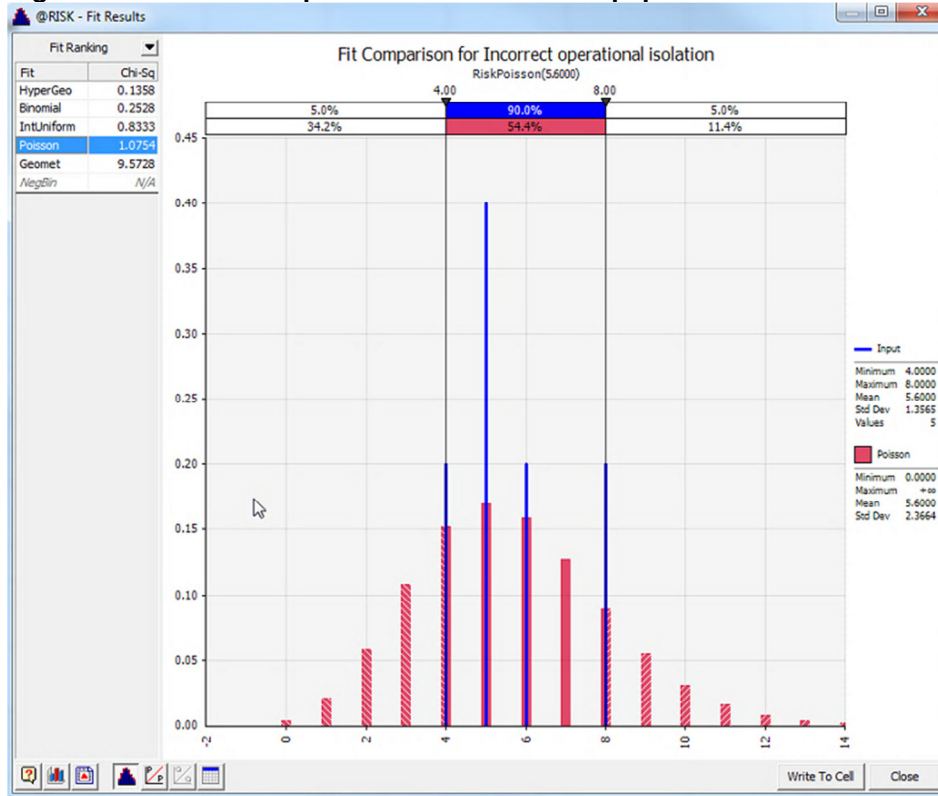 @RISK - Fit Results
Fit Ranking
Fit Chi-Sq
HyperGeo 0.1358
Binomial 0.2528
IntUniform 0.8333
Poisson 1.0754
Geomet 9.5728
NegBin N/A
Fit Comparison for Incorrect operational isolation
RiskPoisson(5.6000)
4.00 8.00
5.0% 90.0% 5.0%
34.2% 54.4% 11.4%
0.45
0.40
0.35
0.30
0.25
0.20
0.15
0.10
0.05
0.00
-2 0 2 4 6 8 10 12 14
Input
Minimum 4.0000
Maximum 8.0000
Mean 5.6000
Std Dev 1.3565
Values 5
Poisson
Minimum 0.0000
Maximum +∞
Mean 5.6000
Std Dev 2.3664
Write To Cell Close